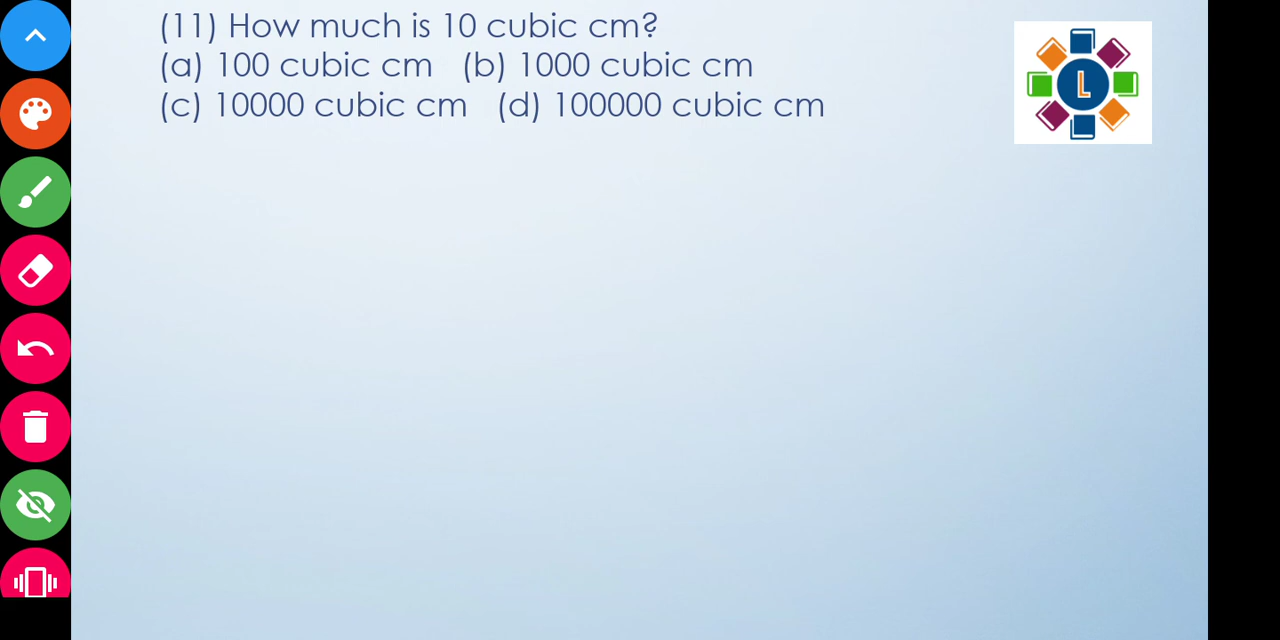 (11) How much is 10 cubic cm?
(a) 100 cubic cm (b) 1000 cubic cm
(c) 10000 cubic cm (d) 100000 cubic cm
L